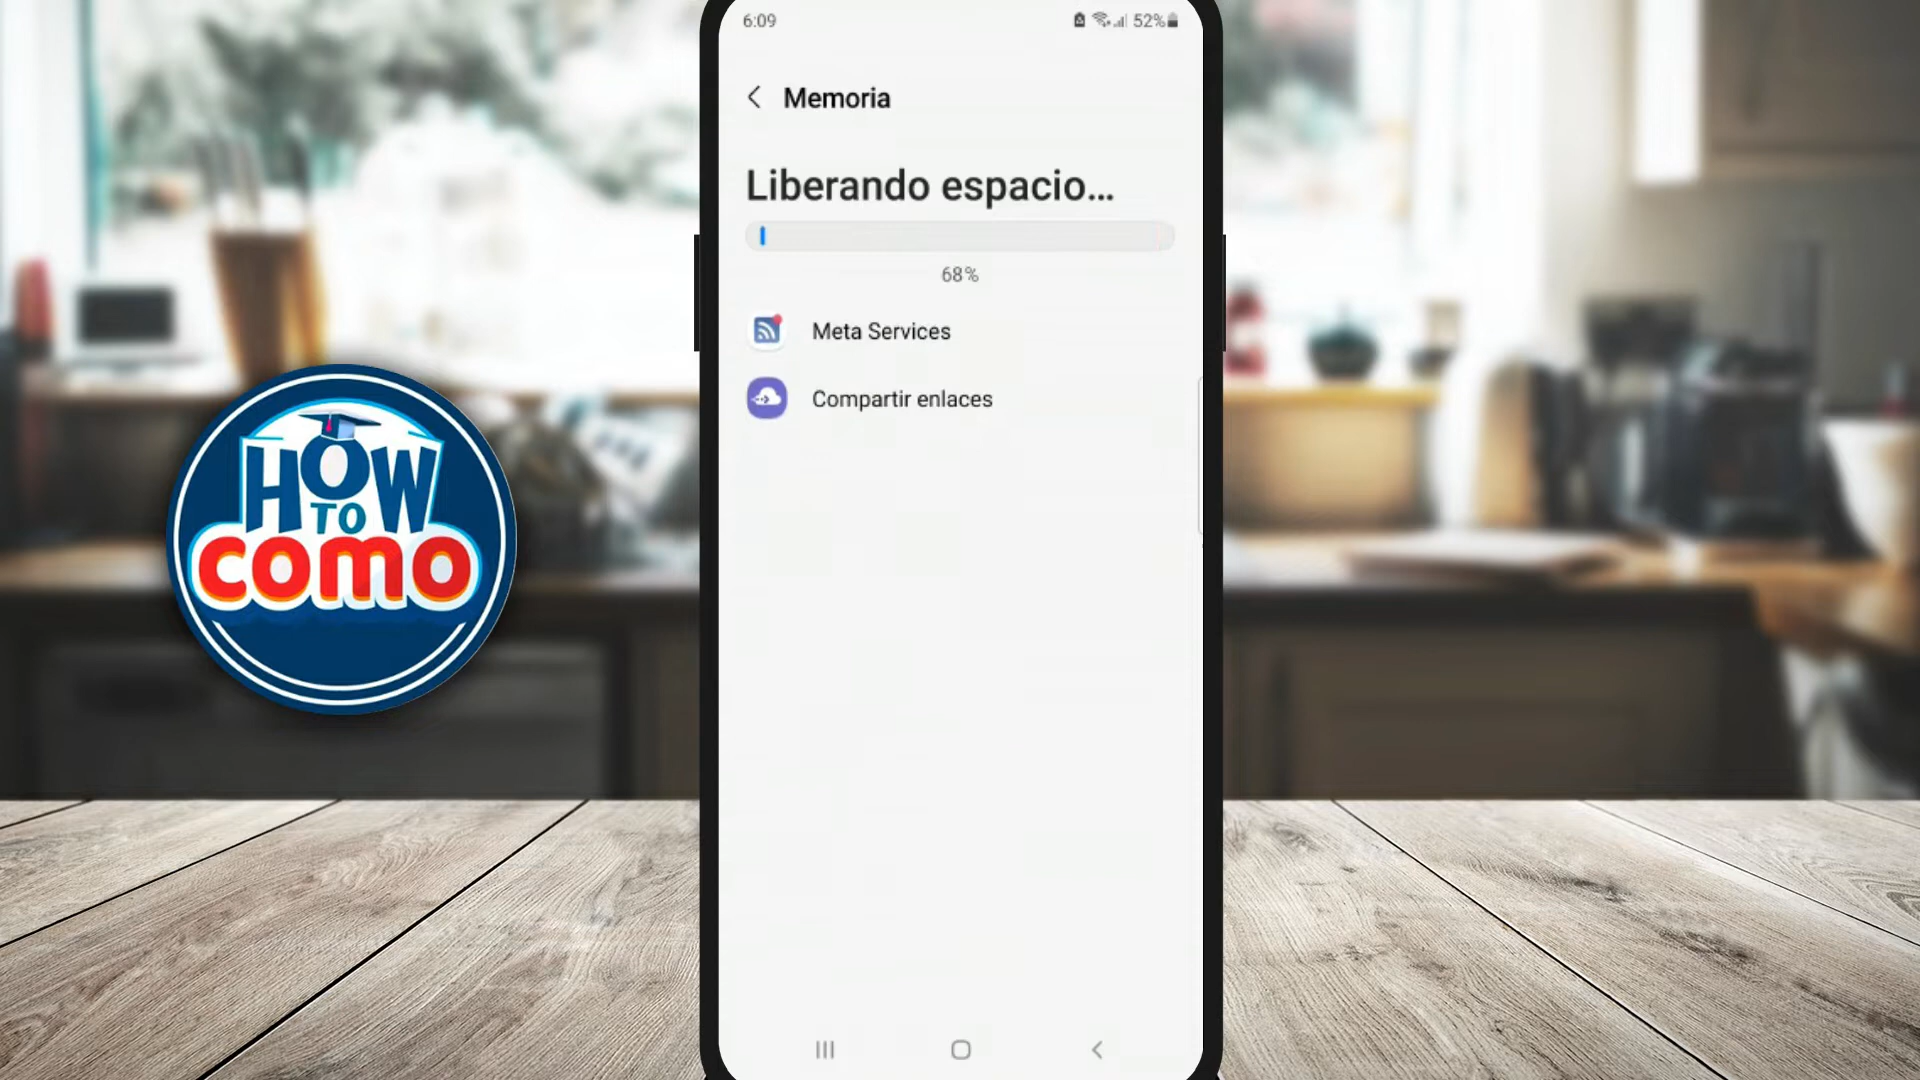 6:09
52%
Memoria
Liberando espacio...
68%
Meta Services
Compartir enlaces
HOW
TO
COMO